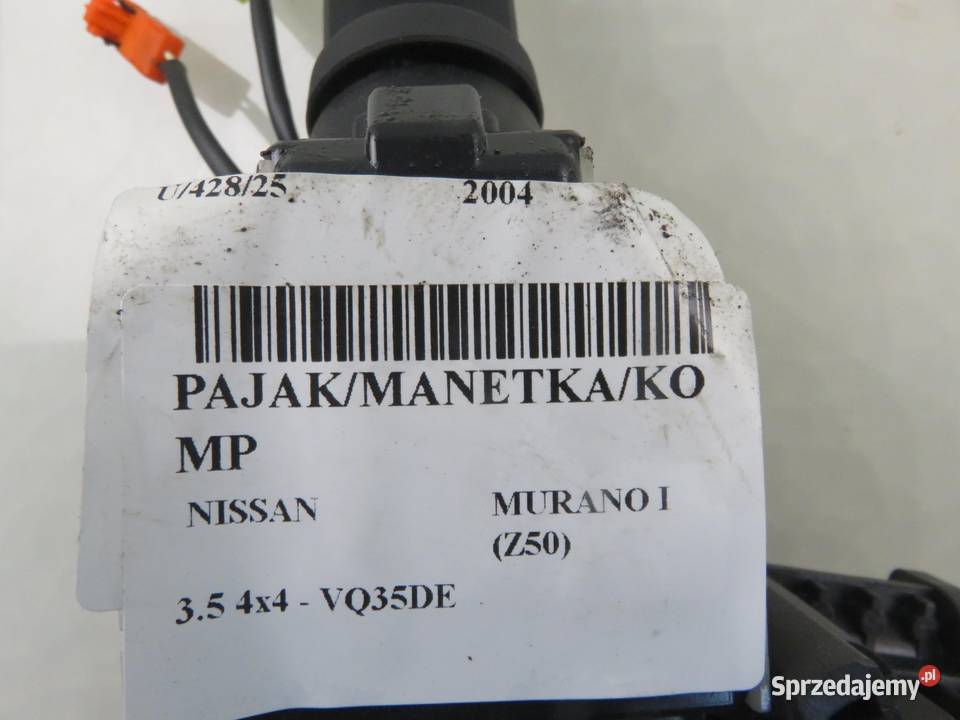 U/428/25 2004
PAJAK/MANETKA/KO
MP
NISSAN MURANO I
(Z50)
3.5 4x4 - VQ35DE
Sprzedajemy.pl